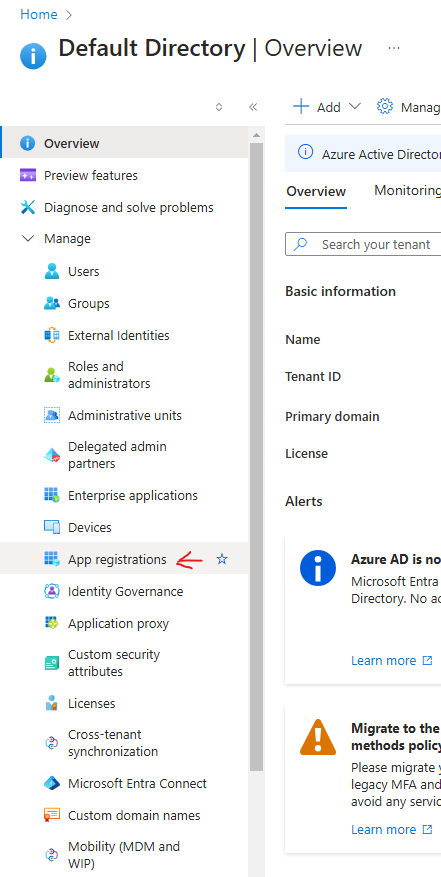 Home
Default Directory | Overview ...
Add
Manag
Overview
Preview features
Diagnose and solve problems
Manage
Users
Groups
External Identities
Roles and
administrators
Administrative units
Delegated admin
partners
Enterprise applications
Devices
App registrations
Identity Governance
Application proxy
Custom security
attributes
Licenses
Cross-tenant
synchronization
Microsoft Entra Connect
Custom domain names
Mobility (MDM and
WIP)
Azure Active Director
Overview
Monitoring
Search your tenant
Basic information
Name
Tenant ID
Primary domain
License
Alerts
Azure AD is no
Microsoft Entra
Directory. No ac
Learn more
Migrate to the
methods policy
Please migrate y
legacy MFA and
avoid any servic
Learn more